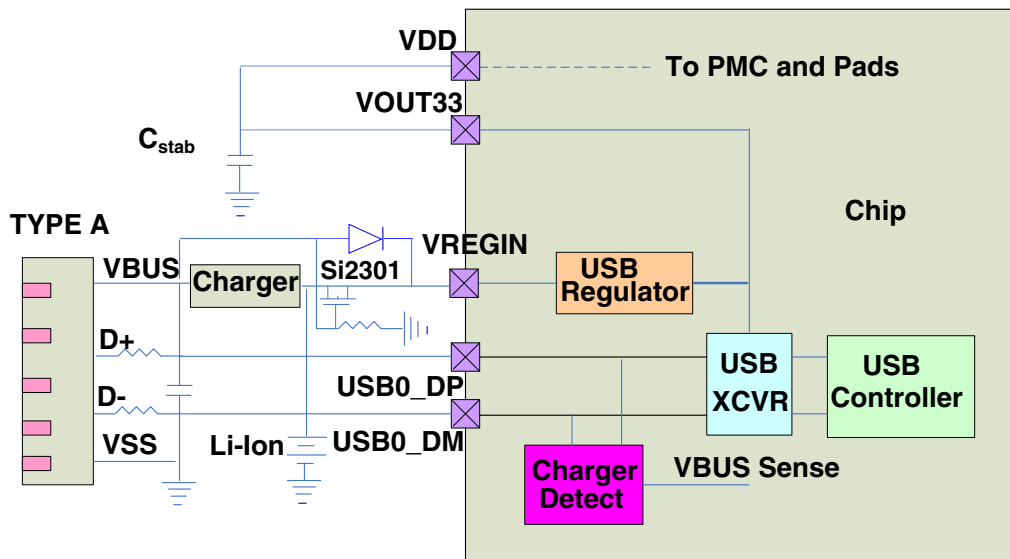 VDD
To PMC and Pads
VOUT33
Cstab
Chip
TYPE A
VREGIN
VBUS
Charger
Si2301
USB
Regulator
D+
USB
XCVR
USB
Controller
D-
USB0_DP
VSS
Li-Ion
USB0_DM
Charger
Detect
VBUS Sense